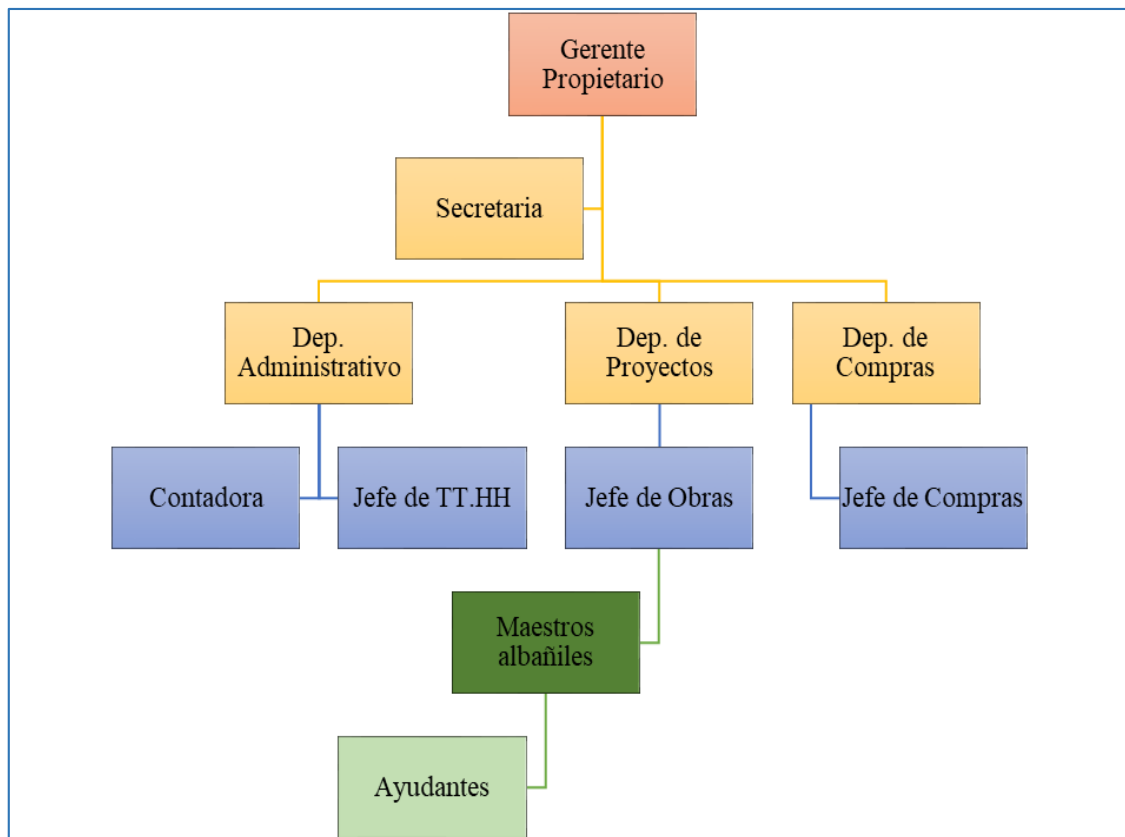 Gerente
Propietario
Secretaria
Dep.
Administrativo
Dep. de
Proyectos
Dep. de
Compras
Contadora
Jefe de TT.HH
Jefe de Obras
Jefe de Compras
Maestros
albañiles
Ayudantes